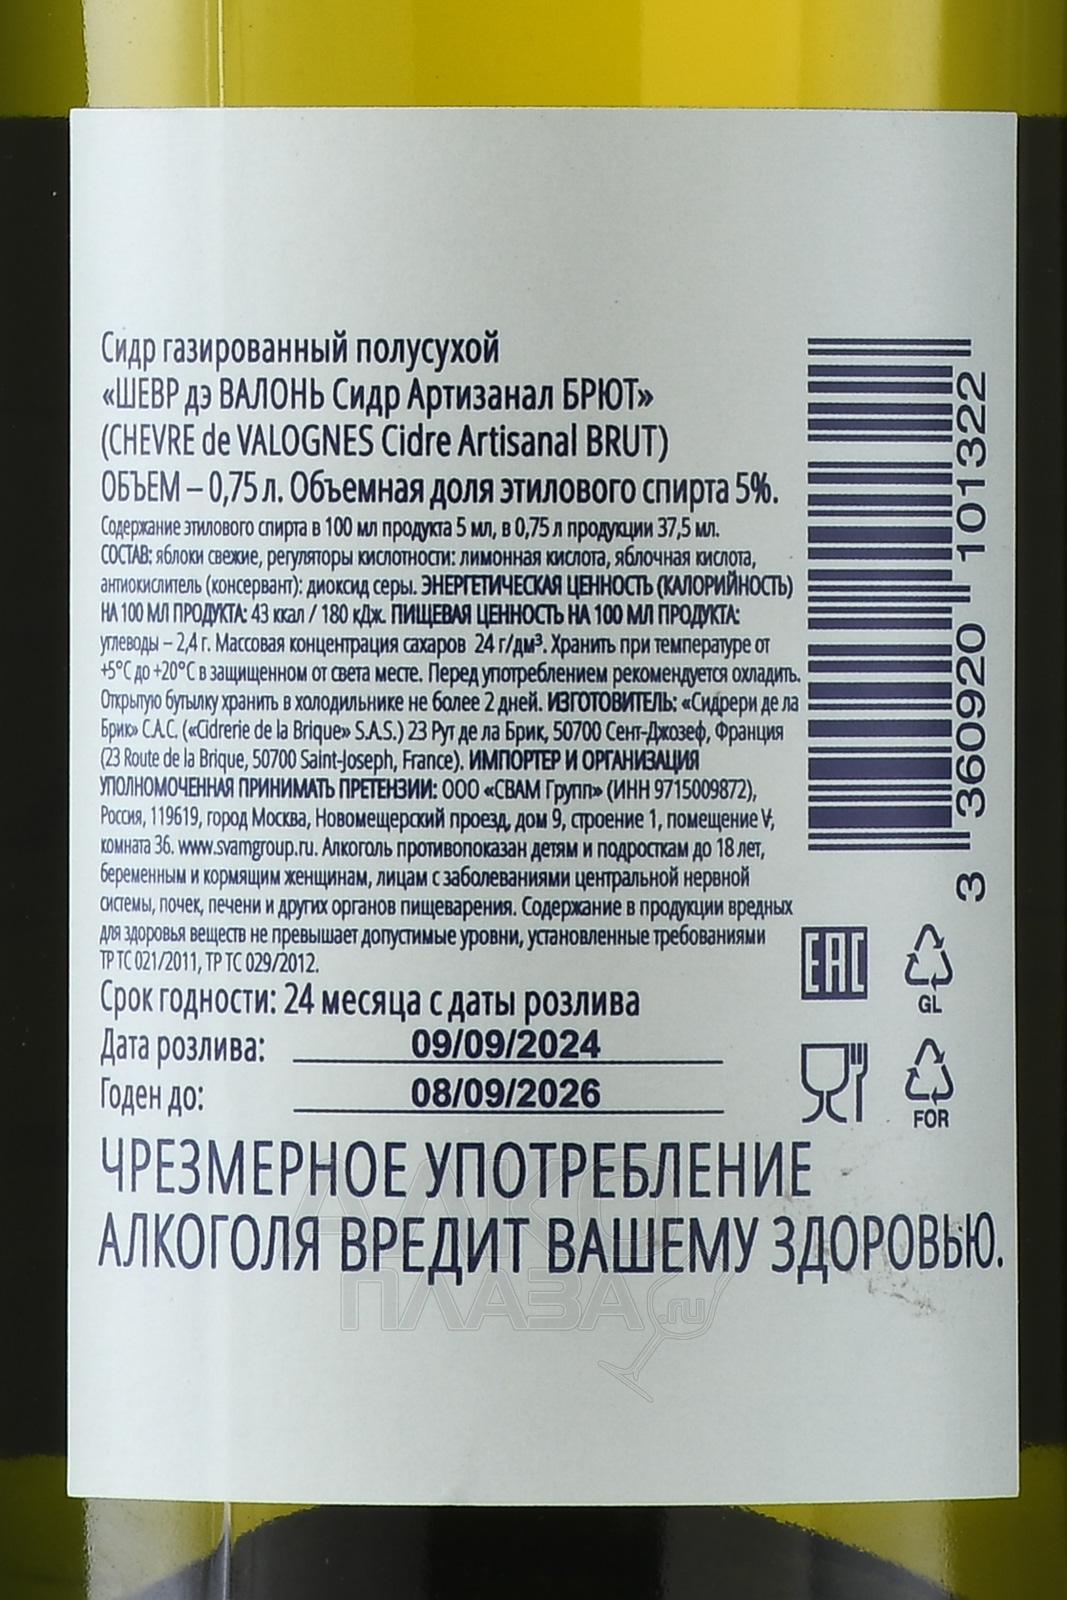 Сидр газированный полусухой
«ШЕВР дэ ВАЛОНЬ Сидр Артизанал БРЮТ»
(CHEVRE de VALOGNES Cidre Artisanal BRUT)
ОБЪЕМ – 0,75 л. Объемная доля этилового спирта 5%.
Содержание этилового спирта в 100 мл продукта 5 мл, в 0,75 л продукции 37,5 мл.
СОСТАВ: яблоки свежие, регуляторы кислотности: лимонная кислота, яблочная кислота,
антиокислитель (консервант): диоксид серы. ЭНЕРГЕТИЧЕСКАЯ ЦЕННОСТЬ (КАЛОРИЙНОСТЬ)
НА 100 МЛ ПРОДУКТА: 43 ккал / 180 кДж. ПИЩЕВАЯ ЦЕННОСТЬ НА 100 МЛ ПРОДУКТА:
углеводы – 2,4 г. Массовая концентрация сахаров 24 г/дм³. Хранить при температуре от
+5°С до +20°С в защищенном от света месте. Перед употреблением рекомендуется охладить.
Открытую бутылку хранить в холодильнике не более 2 дней. ИЗГОТОВИТЕЛЬ: «Сидрери де ла
Брик» С.А.С. («Cidrerie de la Brique» S.A.S.) 23 Рут де ла Брик, 50700 Сент-Джозеф, Франция
(23 Route de la Brique, 50700 Saint-Joseph, France). ИМПОРТЕР И ОРГАНИЗАЦИЯ
УПОЛНОМОЧЕННАЯ ПРИНИМАТЬ ПРЕТЕНЗИИ: ООО «СВАМ Групп» (ИНН 9715009872),
Россия, 119619, город Москва, Новомещерский проезд, дом 9, строение 1, помещение V,
комната 36. www.svamgroup.ru. Алкоголь противопоказан детям и подросткам до 18 лет,
беременным и кормящим женщинам, лицам с заболеваниями центральной нервной
системы, почек, печени и других органов пищеварения. Содержание в продукции вредных
для здоровья веществ не превышает допустимые уровни, установленные требованиями
ТР ТС 021/2011, ТР ТС 029/2012.
Срок годности: 24 месяца с даты розлива
Дата розлива: 09/09/2024
Годен до: 08/09/2026
ЧРЕЗМЕРНОЕ УПОТРЕБЛЕНИЕ
АЛКОГОЛЯ ВРЕДИТ ВАШЕМУ ЗДОРОВЬЮ.
3 360920 101322
EAC
GL
FOR
АЛКО
ПЛАЗА.ru